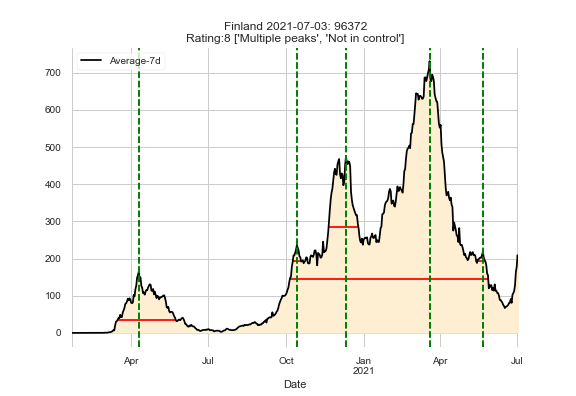 Finland 2021-07-03: 96372
Rating:8 ['Multiple peaks', 'Not in control']
Average-7d
700
600
500
400
300
200
100
0
Apr
Jul
Oct
Jan
2021
Apr
Jul
Date